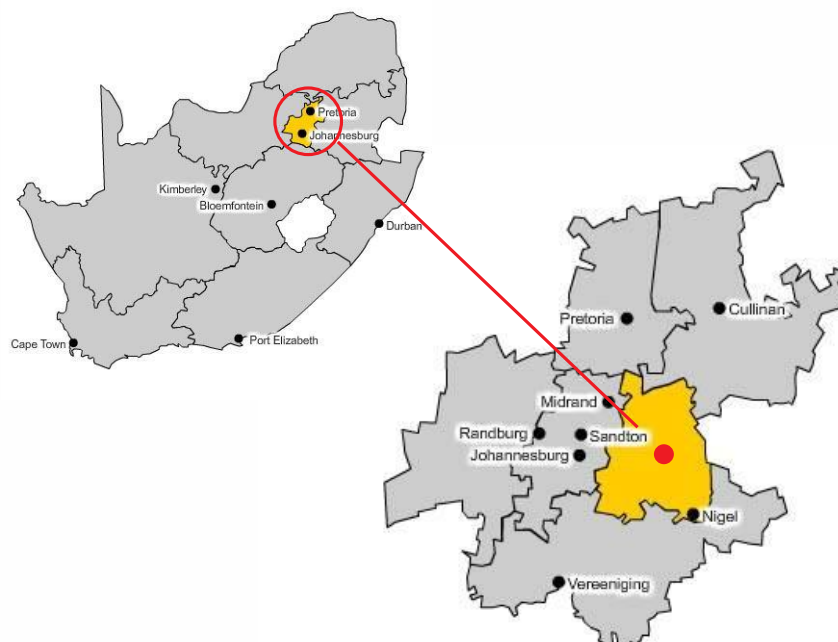 Pretoria
Johannesburg
Kimberley
Bloemfontein
Durban
Cape Town
Port Elizabeth
Cullinan
Pretoria
Midrand
Randburg
Sandton
Johannesburg
Nigel
Vereeniging